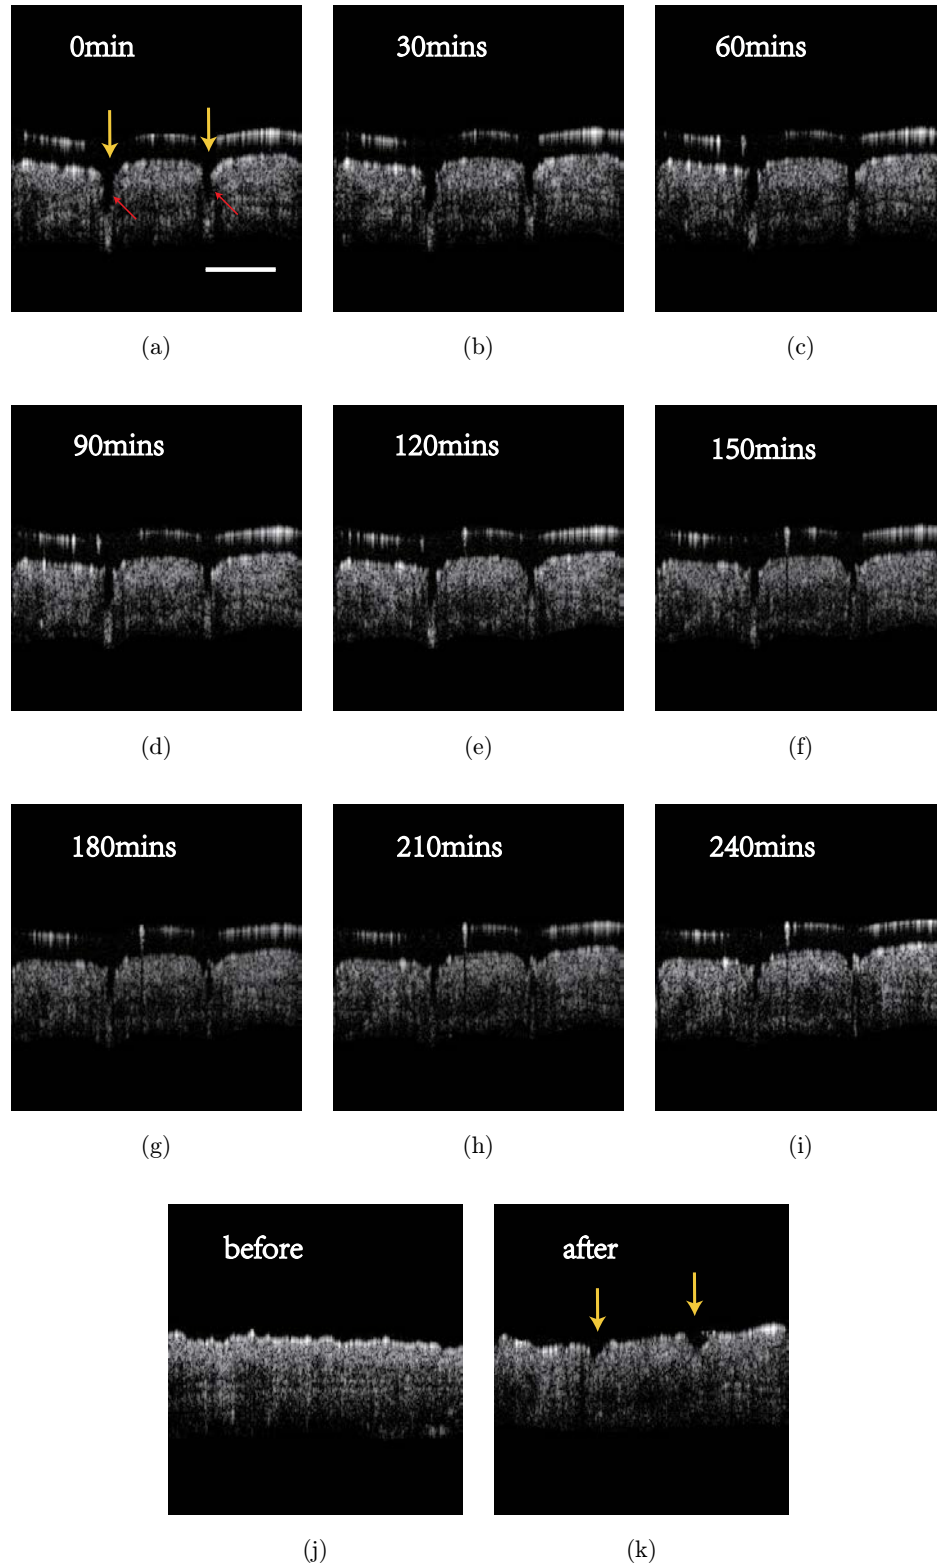 0min
30mins
60mins
(a)
(b)
(c)
90mins
120mins
150mins
(d)
(e)
(f)
180mins
210mins
240mins
(g)
(h)
(i)
before
after
(j)
(k)